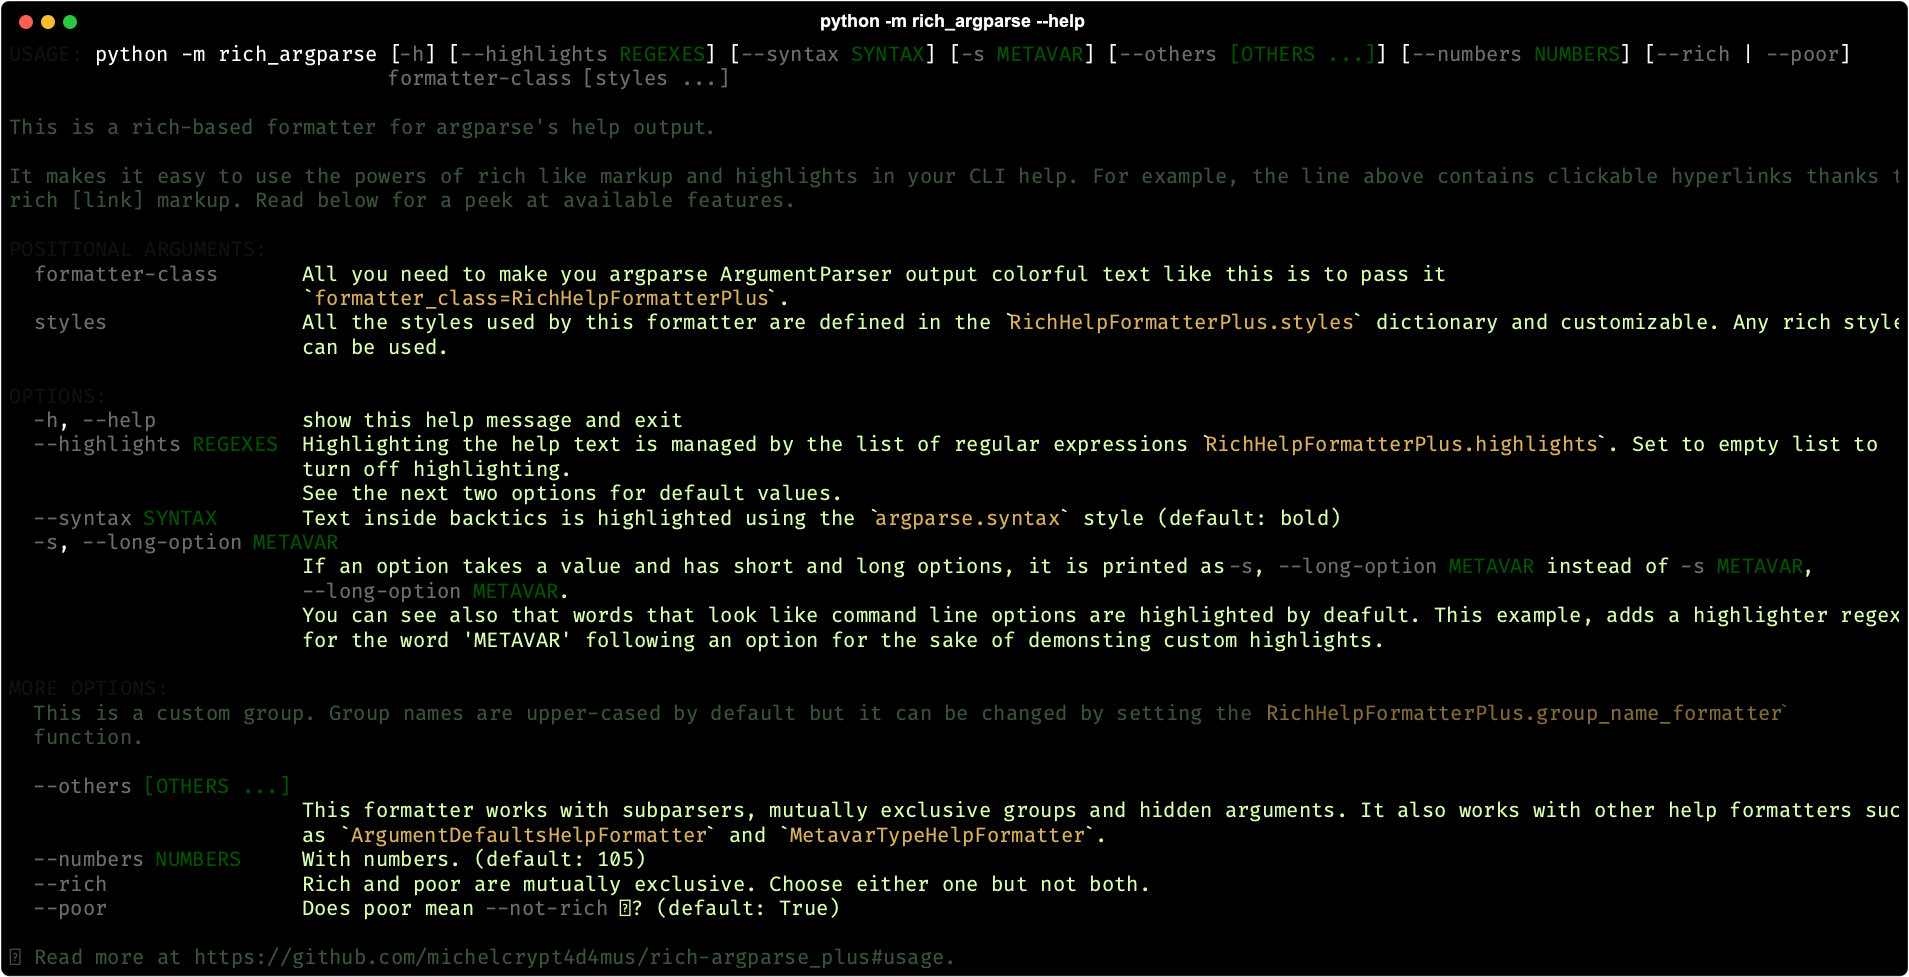 python -m rich_argparse --help
USAGE: python -m rich_argparse [-h] [--highlights REGEXES] [--syntax SYNTAX] [-s METAVAR] [--others [OTHERS ...]] [--numbers NUMBERS] [--rich | --poor]
formatter-class [styles ...]
This is a rich-based formatter for argparse's help output.
It makes it easy to use the powers of rich like markup and highlights in your CLI help. For example, the line above contains clickable hyperlinks thanks t
rich [link] markup. Read below for a peek at available features.
POSITIONAL ARGUMENTS:
formatter-class All you need to make you argparse ArgumentParser output colorful text like this is to pass it
`formatter_class=RichHelpFormatterPlus`.
styles All the styles used by this formatter are defined in the `RichHelpFormatterPlus.styles` dictionary and customizable. Any rich style
can be used.
OPTIONS:
-h, --help show this help message and exit
--highlights REGEXES Highlighting the help text is managed by the list of regular expressions `RichHelpFormatterPlus.highlights`. Set to empty list to
turn off highlighting.
See the next two options for default values.
--syntax SYNTAX Text inside backtics is highlighted using the `argparse.syntax` style (default: bold)
-s, --long-option METAVAR
If an option takes a value and has short and long options, it is printed as -s, --long-option METAVAR instead of -s METAVAR,
--long-option METAVAR.
You can see also that words that look like command line options are highlighted by deafult. This example, adds a highlighter regex
for the word 'METAVAR' following an option for the sake of demonsting custom highlights.
MORE OPTIONS:
This is a custom group. Group names are upper-cased by default but it can be changed by setting the RichHelpFormatterPlus.group_name_formatter`
function.
--others [OTHERS ...]
This formatter works with subparsers, mutually exclusive groups and hidden arguments. It also works with other help formatters suc
as `ArgumentDefaultsHelpFormatter` and `MetavarTypeHelpFormatter`.
--numbers NUMBERS With numbers. (default: 105)
--rich Rich and poor are mutually exclusive. Choose either one but not both.
--poor Does poor mean --not-rich ? (default: True)
Read more at https://github.com/michelcrypt4d4mus/rich-argparse_plus#usage.